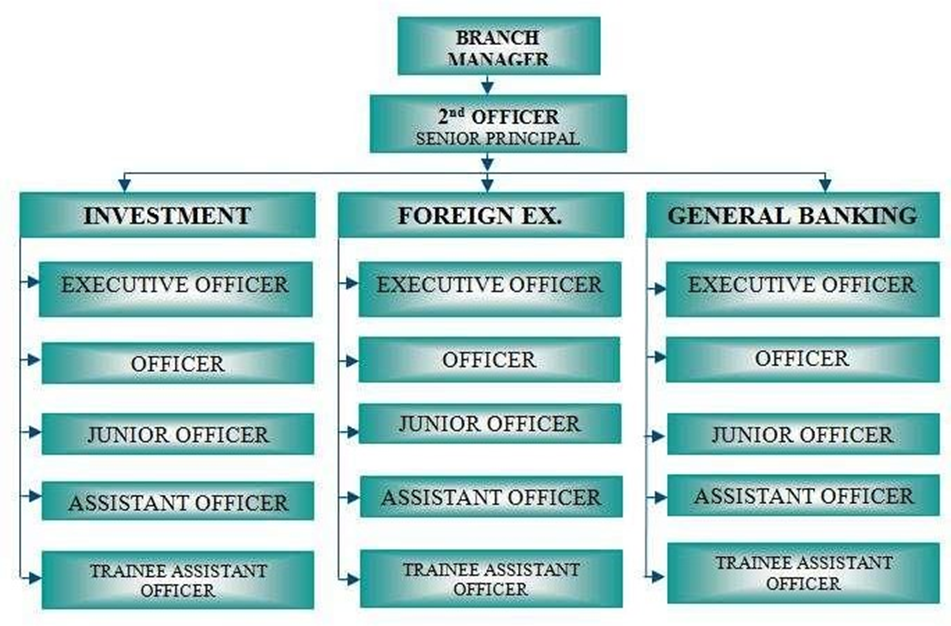 BRANCH
MANAGER
2nd OFFICER
SENIOR PRINCIPAL
INVESTMENT
EXECUTIVE OFFICER
OFFICER
JUNIOR OFFICER
ASSISTANT OFFICER
TRAINEE ASSISTANT
OFFICER
FOREIGN EX.
EXECUTIVE OFFICER
OFFICER
JUNIOR OFFICER
ASSISTANT OFFICER
TRAINEE ASSISTANT
OFFICER
GENERAL BANKING
EXECUTIVE OFFICER
OFFICER
JUNIOR OFFICER
ASSISTANT OFFICER
TRAINEE ASSISTANT
OFFICER